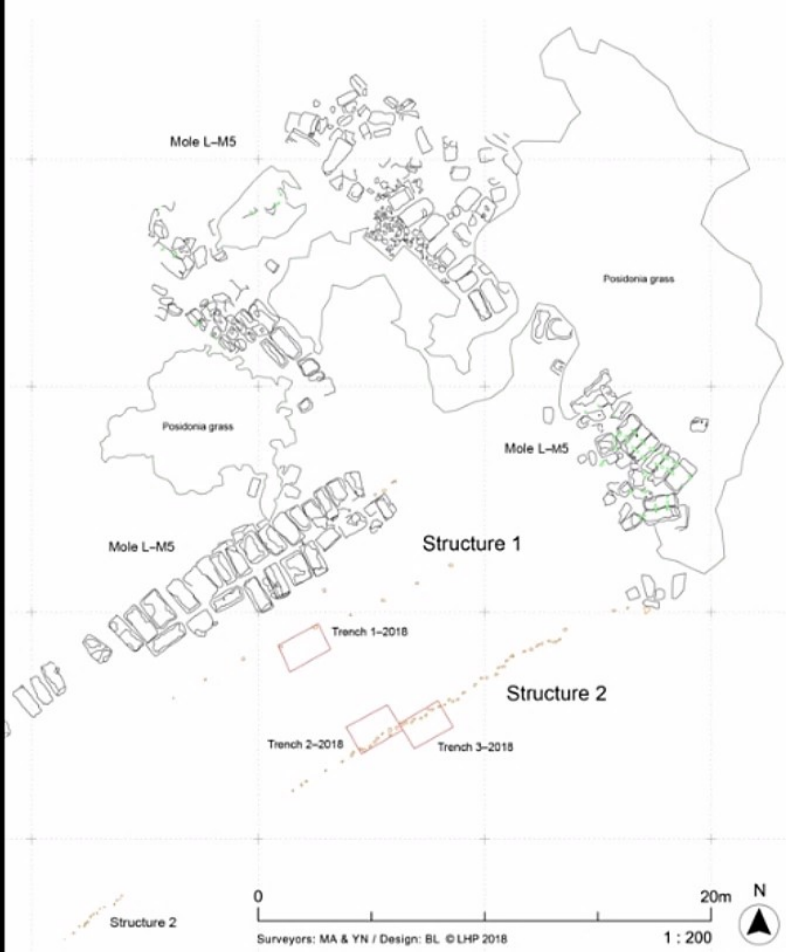 Mole L–M5
Posidonia grass
Posidonia grass
Mole L–M5
Mole L–M5
Structure 1
Trench 1–2018
Structure 2
Trench 2–2018
Trench 3–2018
Structure 2
0
20m
N
Surveyors: MA & YN / Design: BL © LHP 2018
1 : 200